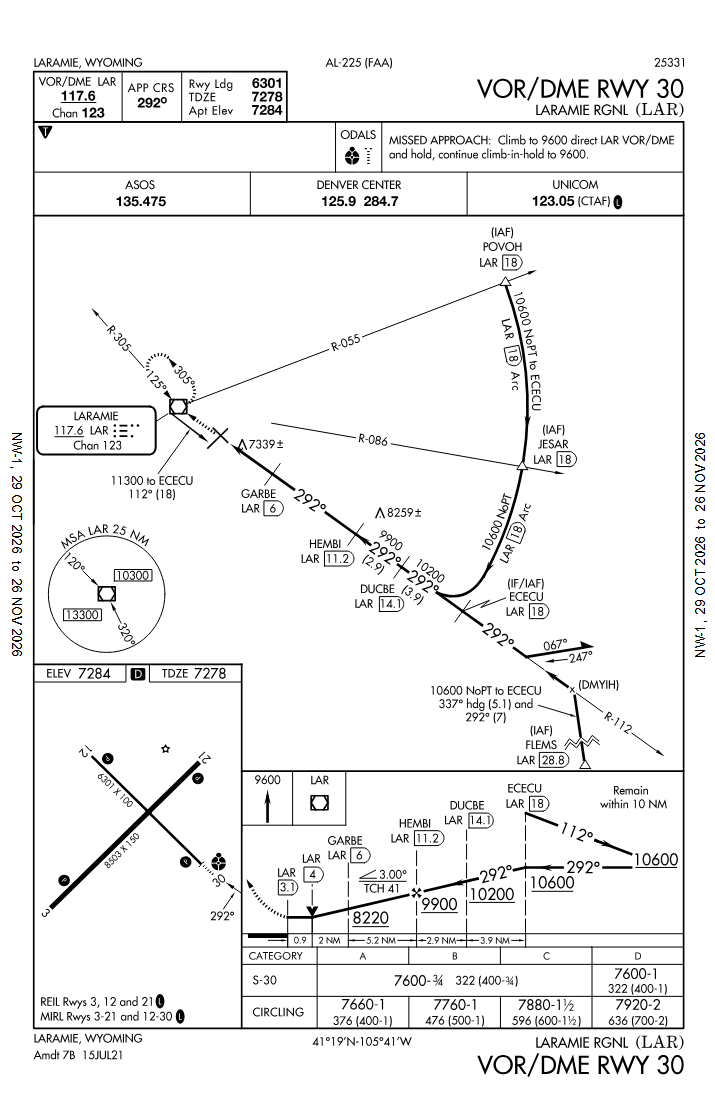 LARAMIE, WYOMING
AL-225 (FAA)
25331
VOR/DME LAR
117.6
Chan 123
APP CRS
292°
Rwy Ldg 6301
TDZE 7278
Apt Elev 7284
VOR/DME RWY 30
LARAMIE RGNL (LAR)
T
ODALS
MISSED APPROACH: Climb to 9600 direct LAR VOR/DME
and hold, continue climb-in-hold to 9600.
ASOS
135.475
DENVER CENTER
125.9 284.7
UNICOM
123.05 (CTAF) L
(IAF)
POVOH
LAR 18
10600 NoPT to ECECU
LAR 18 Arc
R-305
R-055
305°
125°
LARAMIE
117.6 LAR
Chan 123
R-086
(IAF)
JESAR
LAR 18
7339±
11300 to ECECU
112° (18)
GARBE
LAR 6
292°
8259±
10600 NoPT
LAR 18 Arc
HEMBI
LAR 11.2
9900
292°
(2.9)
10200
292°
(3.9)
DUCBE
LAR 14.1
(IF/IAF)
ECECU
LAR 18
292°
067°
247°
MSA LAR 25 NM
120°
10300
13300
320°
(DMYIH)
10600 NoPT to ECECU
337° hdg (5.1) and
292° (7)
R-112
(IAF)
FLEMS
LAR 28.8
NW-1, 29 OCT 2026 to 26 NOV 2026
NW-1, 29 OCT 2026 to 26 NOV 2026
ELEV 7284
D
TDZE 7278
12
21
6301 X 100
8503 X 150
P
P
P
P
3
30
292°
REIL Rwys 3, 12 and 21 L
MIRL Rwys 3-21 and 12-30 L
9600
LAR
ECECU
LAR 18
Remain
within 10 NM
DUCBE
LAR 14.1
HEMBI
LAR 11.2
GARBE
LAR 6
LAR
4
LAR
3.1
112°
10600
292°
3.00°
TCH 41
292°
10600
10200
9900
8220
0.9
2 NM
5.2 NM
2.9 NM
3.9 NM
CATEGORY
A
B
C
D
S-30
7600-¾ 322 (400-¾)
7600-1
322 (400-1)
CIRCLING
7660-1
376 (400-1)
7760-1
476 (500-1)
7880-1½
596 (600-1½)
7920-2
636 (700-2)
LARAMIE, WYOMING
Amdt 7B 15JUL21
41°19'N-105°41'W
LARAMIE RGNL (LAR)
VOR/DME RWY 30